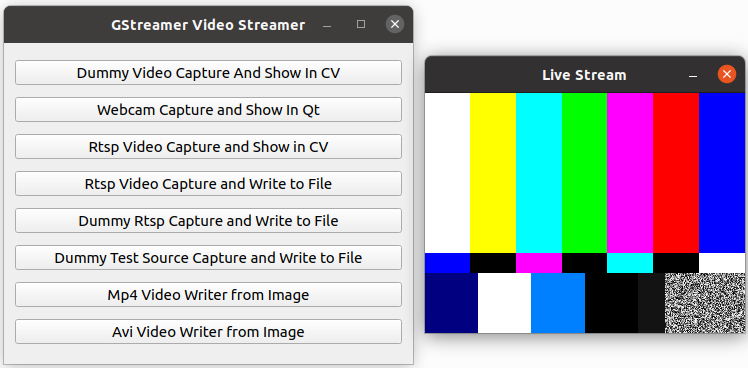 GStreamer Video Streamer
Dummy Video Capture And Show In CV
Webcam Capture and Show In Qt
Rtsp Video Capture and Show in CV
Rtsp Video Capture and Write to File
Dummy Rtsp Capture and Write to File
Dummy Test Source Capture and Write to File
Mp4 Video Writer from Image
Avi Video Writer from Image
Live Stream